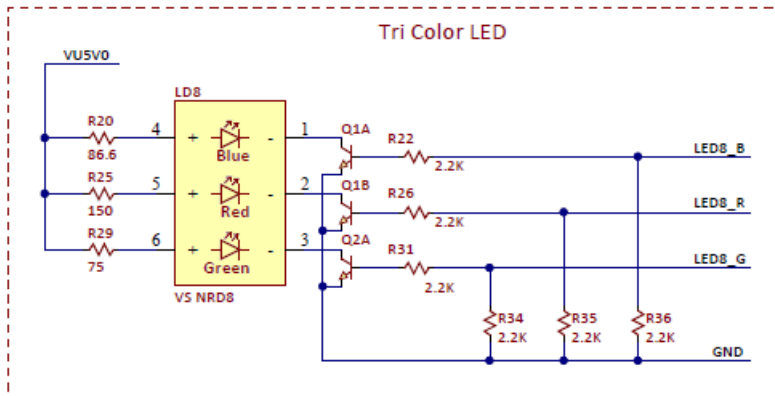 Tri Color LED
VU5V0
LD8
R20
86.6
4
+
Blue
-
1
Q1A
R22
2.2K
LED8_B
R25
150
5
+
Red
-
2
Q1B
R26
2.2K
LED8_R
R29
75
6
+
Green
-
3
Q2A
R31
2.2K
LED8_G
VS NRD8
R34
2.2K
R35
2.2K
R36
2.2K
GND